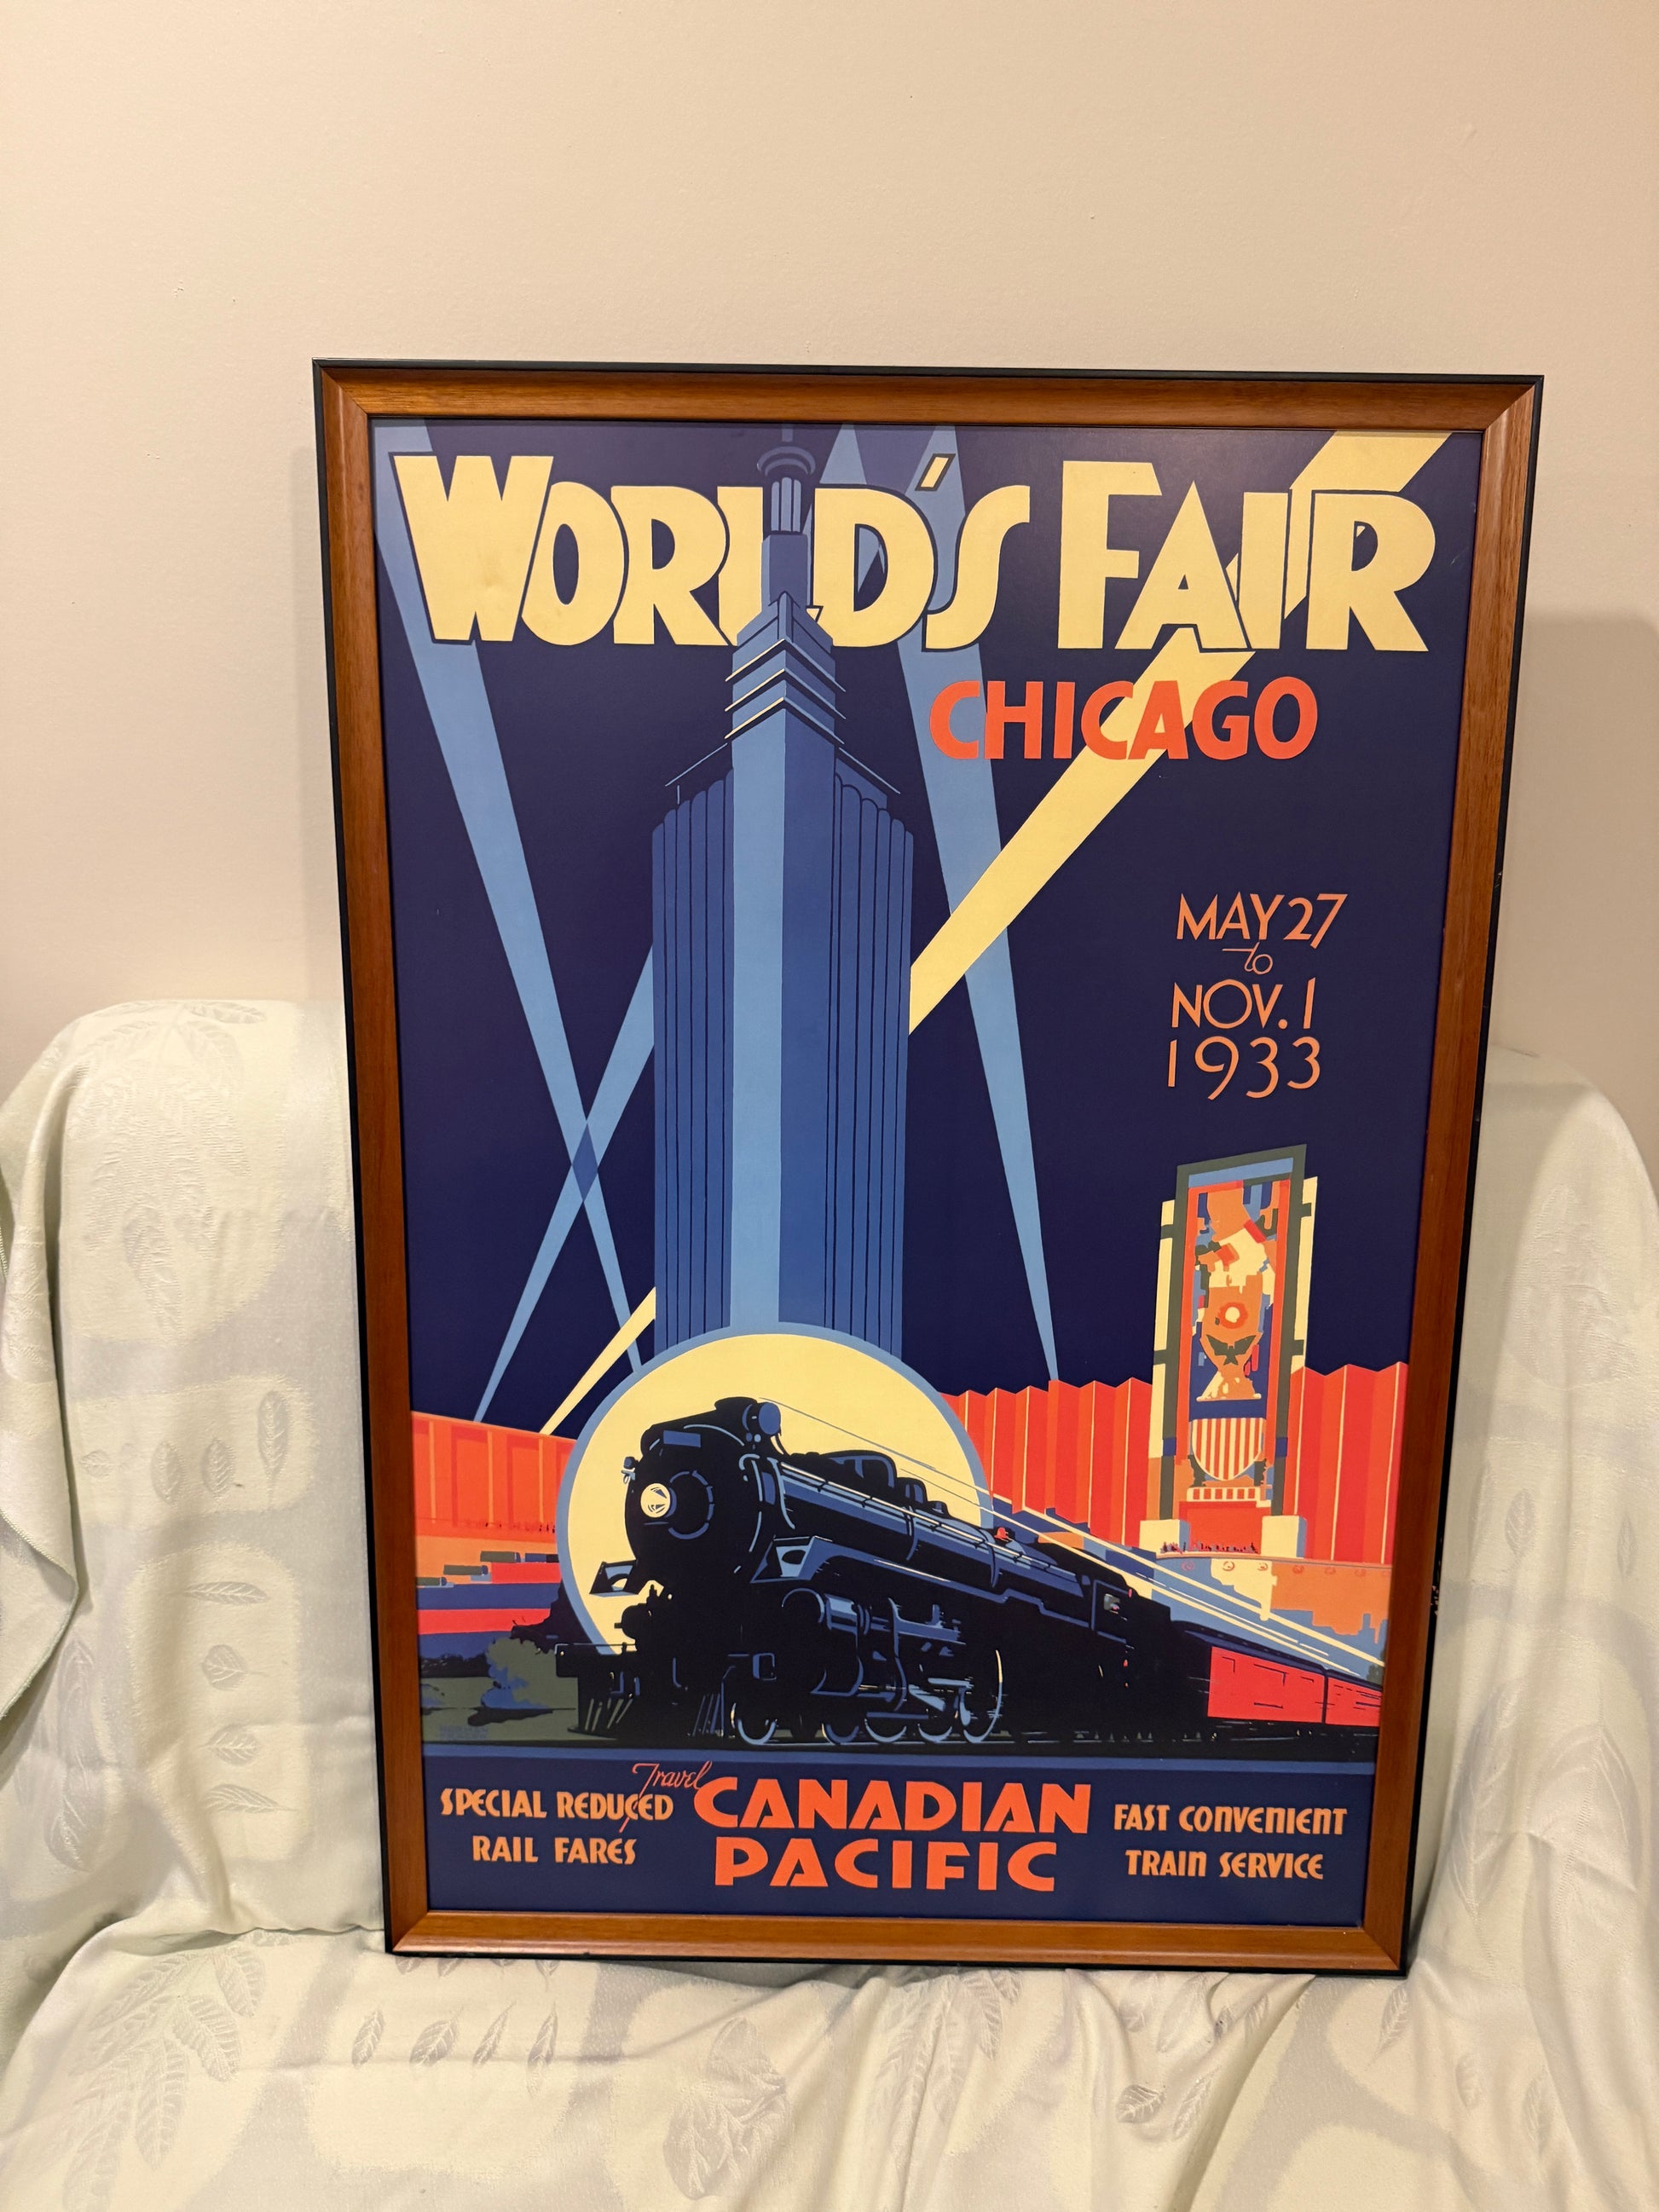 WORLD'S FAIR
CHICAGO
MAY 27
to
NOV. 1
1933
Travel
SPECIAL REDUCED
RAIL FARES
CANADIAN
PACIFIC
FAST CONVENIENT
TRAIN SERVICE